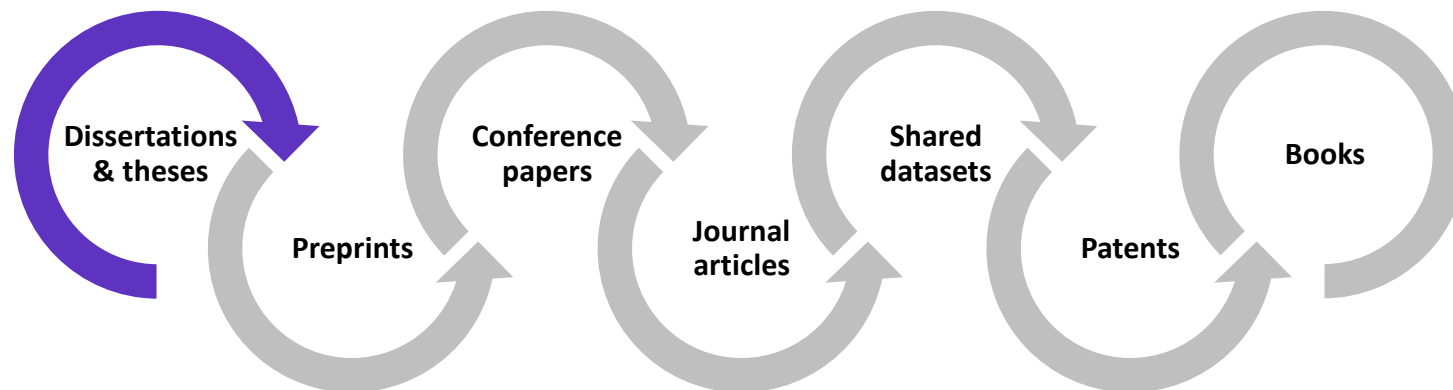 Dissertations
& theses
Preprints
Conference
papers
Journal
articles
Shared
datasets
Patents
Books